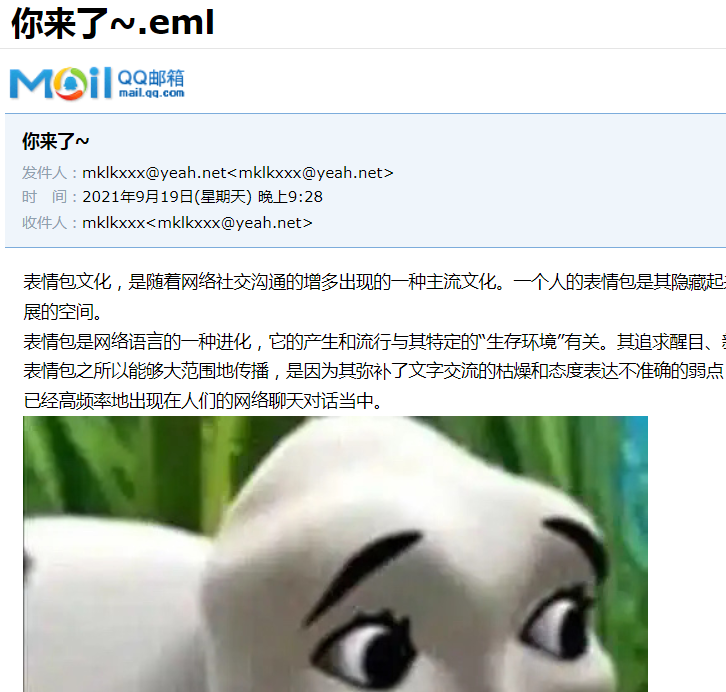 你来了~.eml
Mail QQ邮箱
mail.qq.com
你来了~
发件人：mklkxxx@yeah.net<mklkxxx@yeah.net>
时 间：2021年9月19日(星期天) 晚上9:28
收件人：mklkxxx<mklkxxx@yeah.net>
表情包文化，是随着网络社交沟通的增多出现的一种主流文化。一个人的表情包是其隐藏起
展的空间。
表情包是网络语言的一种进化，它的产生和流行与其特定的“生存环境”有关。其追求醒目、
表情包之所以能够大范围地传播，是因为其弥补了文字交流的枯燥和态度表达不准确的弱点
已经高频率地出现在人们的网络聊天对话当中。